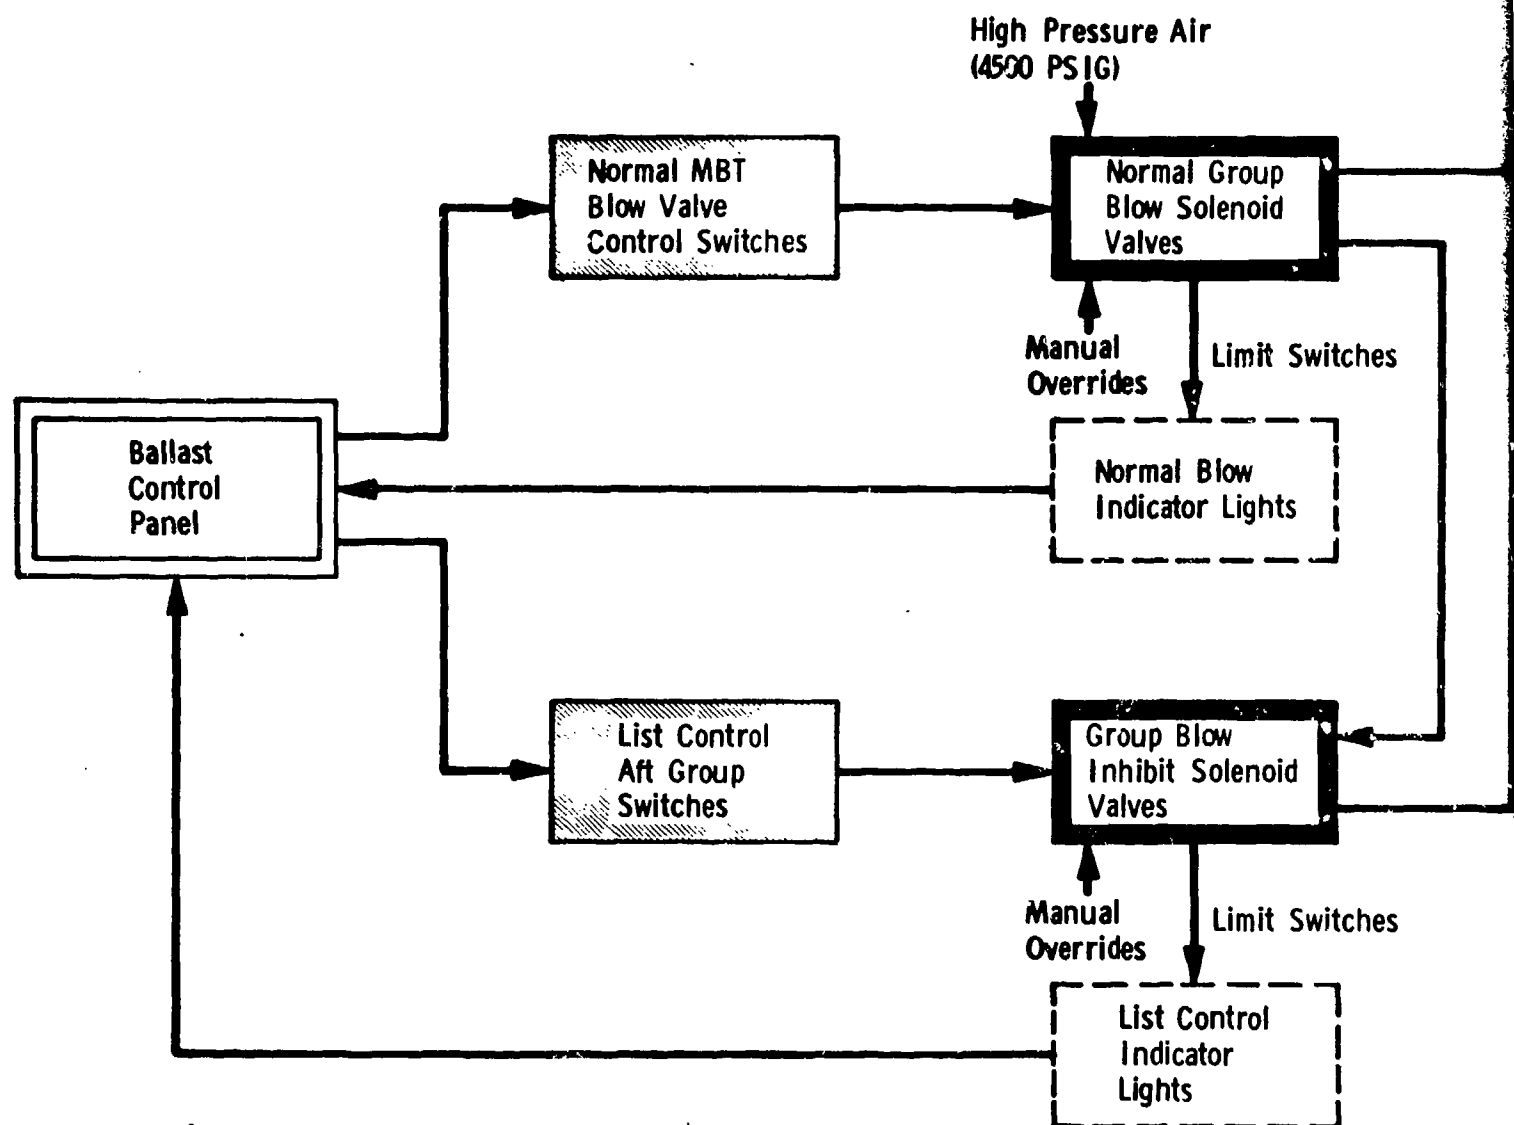 High Pressure Air
(4500 PSIG)
Normal MBT
Blow Valve
Control Switches
Normal Group
Blow Solenoid
Valves
Manual
Overrides
Limit Switches
Ballast
Control
Panel
Normal Blow
Indicator Lights
List Control
Aft Group
Switches
Group Blow
Inhibit Solenoid
Valves
Manual
Overrides
Limit Switches
List Control
Indicator
Lights